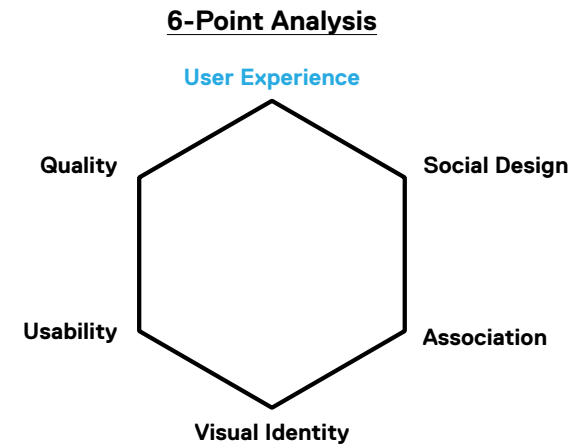 6-Point Analysis
User Experience
Quality
Social Design
Usability
Association
Visual Identity